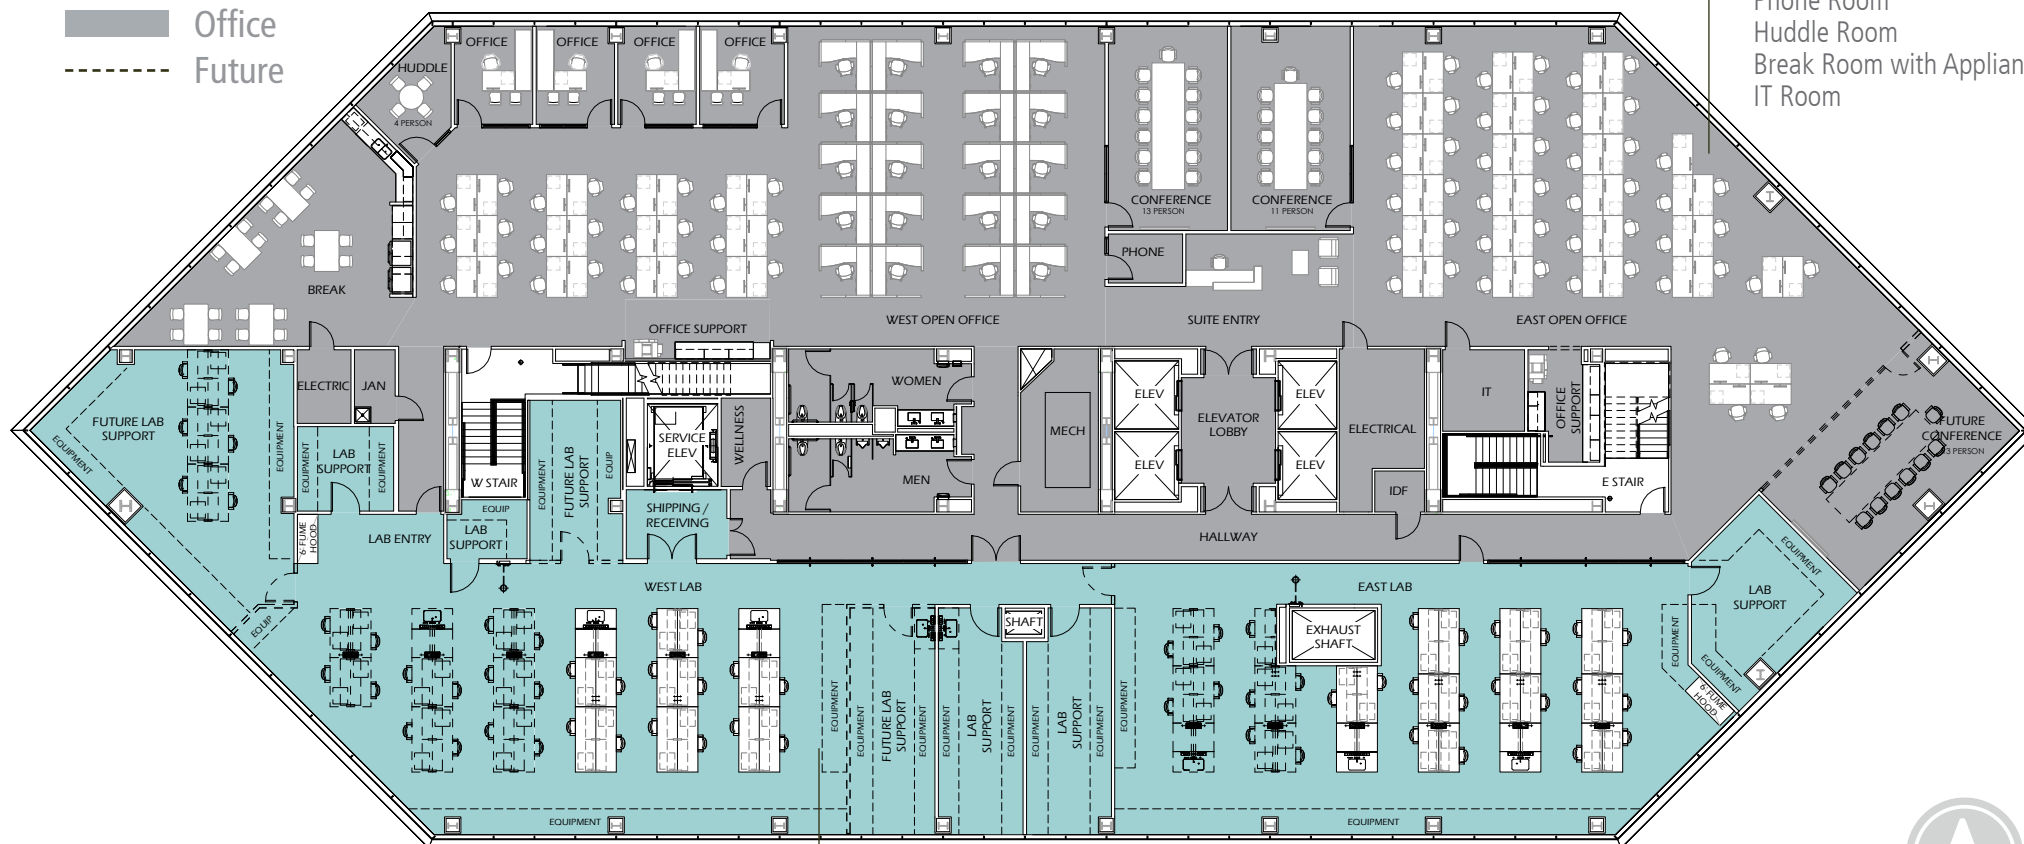 Office
Future
Phone Room
Huddle Room
Break Room with Applian
IT Room
OFFICE
OFFICE
OFFICE
OFFICE
HUDDLE
4 PERSON
CONFERENCE
13 PERSON
CONFERENCE
11 PERSON
PHONE
BREAK
OFFICE SUPPORT
WEST OPEN OFFICE
SUITE ENTRY
EAST OPEN OFFICE
ELECTRIC
JAN
WOMEN
MEN
WELLNESS
MECH
ELEV
ELEV
ELEV
ELEV
ELEVATOR
LOBBY
ELECTRICAL
IDF
IT
OFFICE
SUPPORT
E STAIR
FUTURE
CONFERENCE
3 PERSON
FUTURE LAB
SUPPORT
EQUIPMENT
EQUIPMENT
EQUIPMENT
LAB
SUPPORT
EQUIPMENT
W STAIR
EQUIPMENT
FUTURE LAB
SUPPORT
EQUIP
SERVICE
ELEV
SHIPPING /
RECEIVING
EQUIP
LAB
SUPPORT
LAB ENTRY
6' FUME
HOOD
HALLWAY
EQUIP
WEST LAB
EAST LAB
SHAFT
EXHAUST
SHAFT
EQUIPMENT
EQUIPMENT
FUTURE LAB
SUPPORT
EQUIPMENT
EQUIPMENT
LAB
SUPPORT
EQUIPMENT
EQUIPMENT
LAB
SUPPORT
EQUIPMENT
EQUIPMENT
EQUIPMENT
EQUIPMENT
LAB
SUPPORT
EQUIPMENT
6' FUME
HOOD
EQUIPMENT
EQUIPMENT